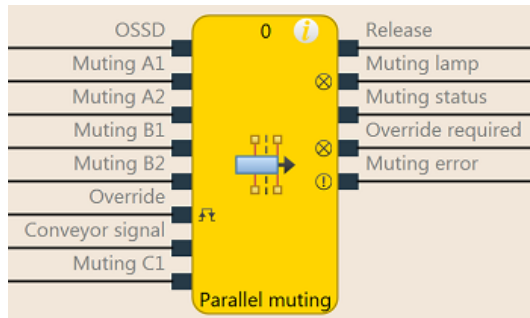 OSSD
Muting A1
Muting A2
Muting B1
Muting B2
Override
Conveyor signal
Muting C1
0
i
Parallel muting
Release
Muting lamp
Muting status
Override required
Muting error